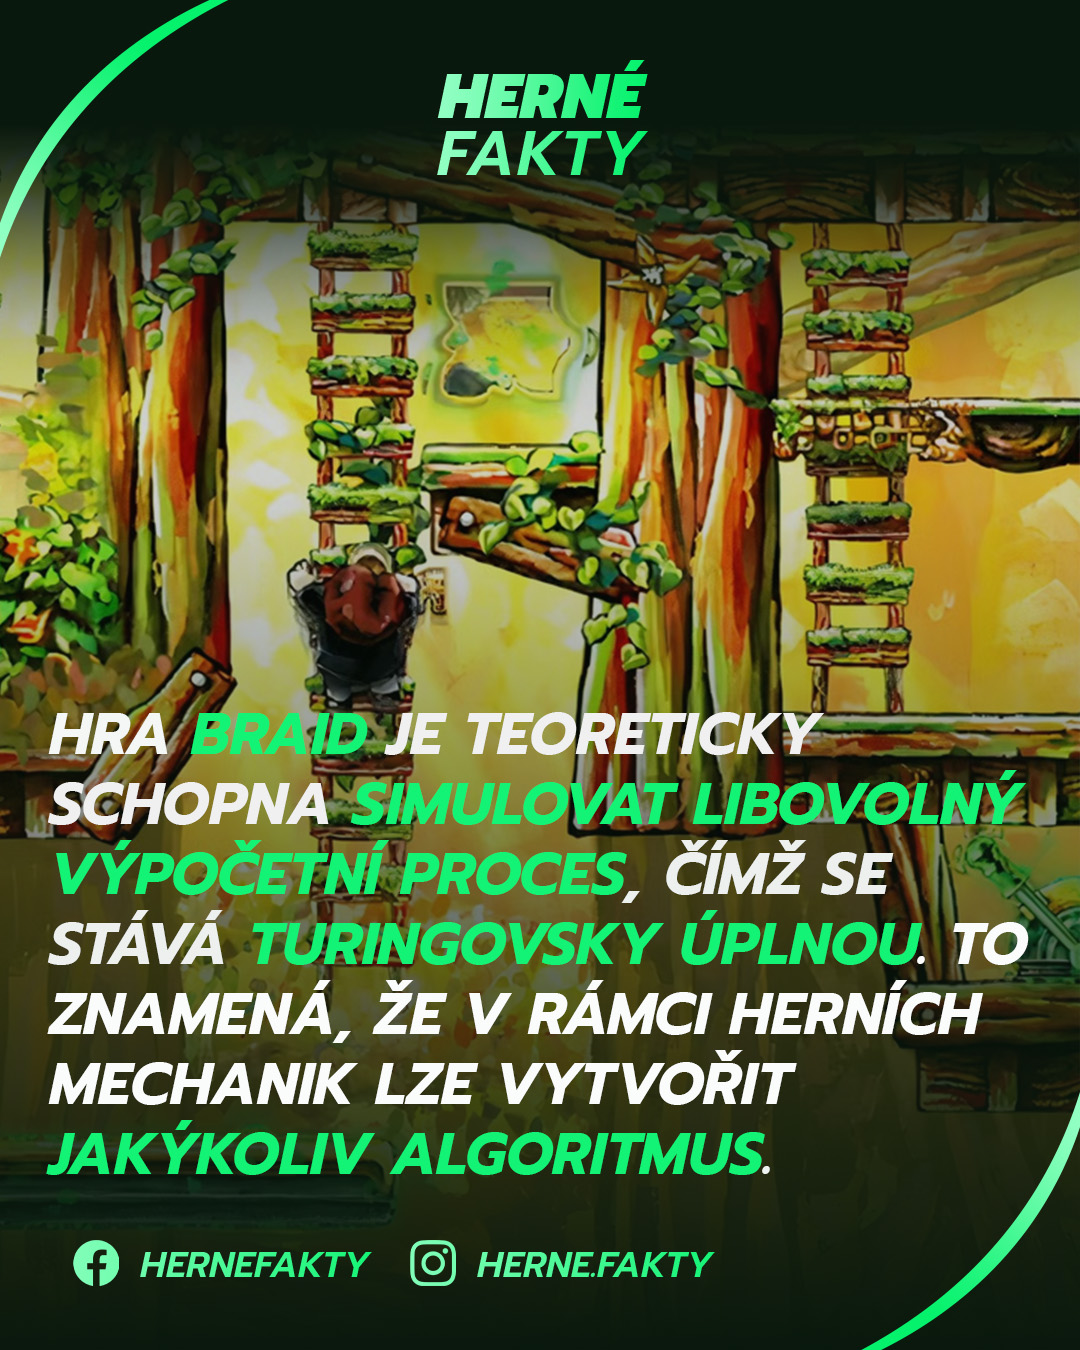 HERNÉ
FAKTY
HRA BRAID JE TEORETICKY
SCHOPNA SIMULOVAT LIBOVOLNÝ
VÝPOČETNÍ PROCES, ČÍMŽ SE
STÁVÁ TURINGOVSKY ÚPLNOU. TO
ZNAMENÁ, ŽE V RÁMCI HERNÍCH
MECHANIK LZE VYTVOŘIT
JAKÝKOLIV ALGORITMUS.
HERNEFAKTY HERNE.FAKTY